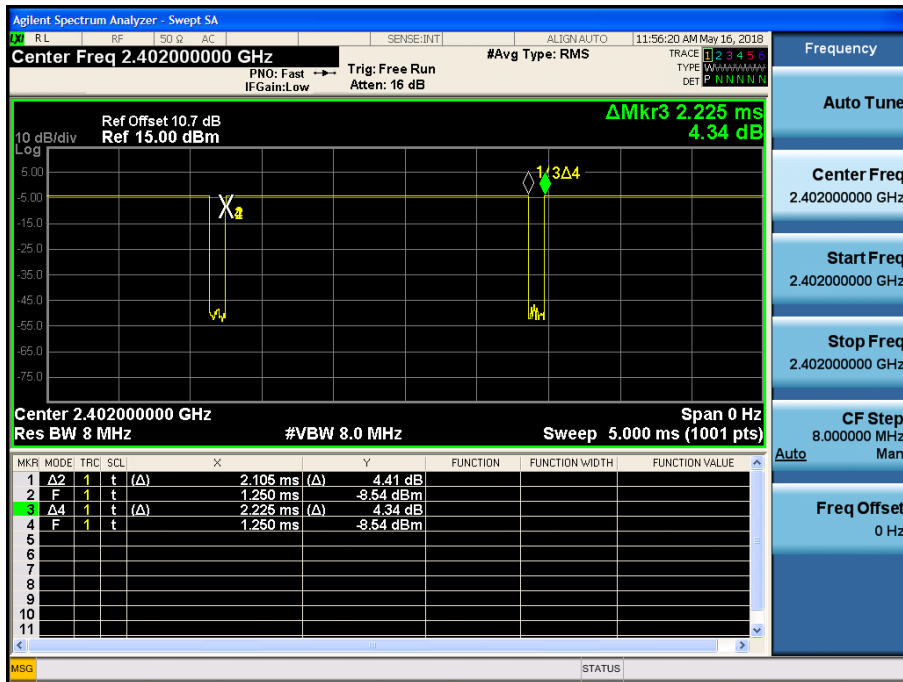 Agilent Spectrum Analyzer - Swept SA
LXI RL RF 50 Ω AC SENSE:INT ALIGN AUTO 11:56:20 AM May 16, 2018
Center Freq 2.402000000 GHz
PNO: Fast
IFGain:Low
Trig: Free Run
Atten: 16 dB
#Avg Type: RMS
TRACE 1 2 3 4 5 6
TYPE WWWWWWW
DET P N N N N N
Frequency
Auto Tune
Center Freq
2.402000000 GHz
Start Freq
2.402000000 GHz
Stop Freq
2.402000000 GHz
CF Step
8.000000 MHz
Auto Man
Freq Offset
0 Hz
ΔMkr3 2.225 ms
4.34 dB
Ref Offset 10.7 dB
10 dB/div Ref 15.00 dBm
Log
5.00
-5.00
-15.0
-25.0
-35.0
-45.0
-55.0
-65.0
-75.0
3Δ4
Center 2.402000000 GHz Span 0 Hz
Res BW 8 MHz #VBW 8.0 MHz Sweep 5.000 ms (1001 pts)
MKR MODE TRC SCL X Y FUNCTION FUNCTION WIDTH FUNCTION VALUE
1 Δ2 1 t (Δ) 2.105 ms (Δ) 4.41 dB
2 F 1 t 1.250 ms -8.54 dBm
3 Δ4 1 t (Δ) 2.225 ms (Δ) 4.34 dB
4 F 1 t 1.250 ms -8.54 dBm
5
6
7
8
9
10
11
MSG STATUS